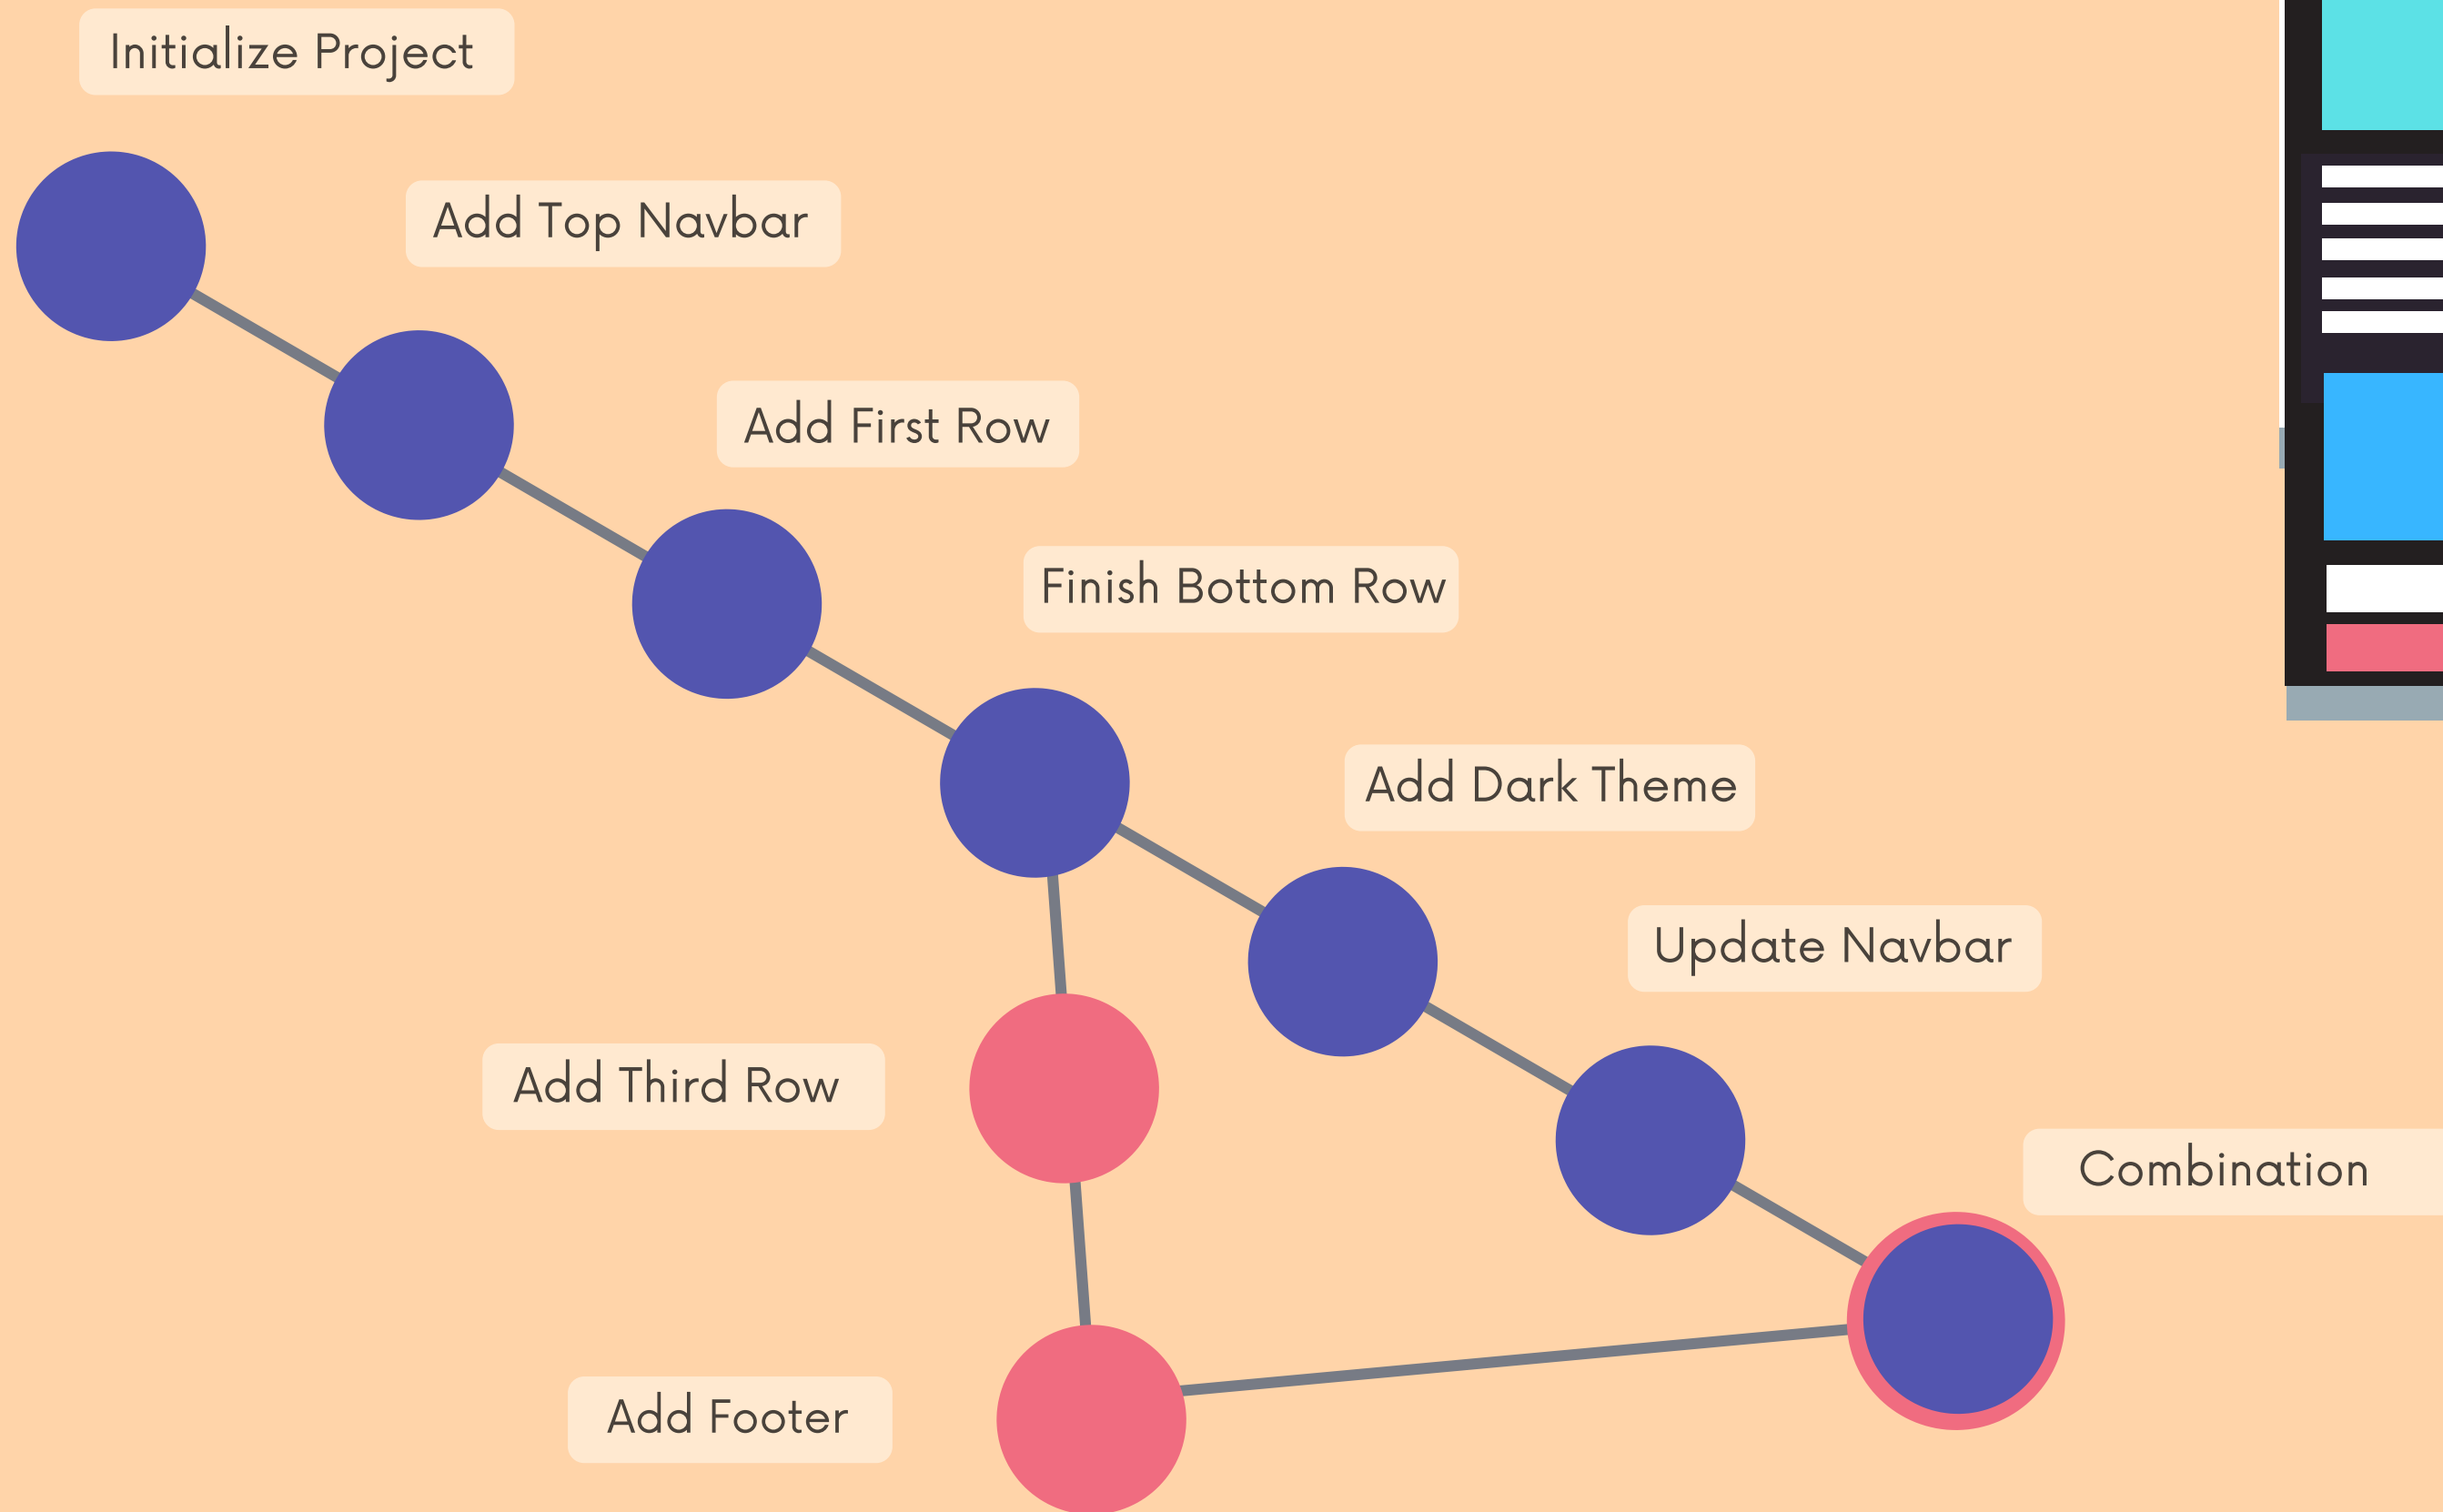 Initialize Project
Add Top Navbar
Add First Row
Finish Bottom Row
Add Dark Theme
Update Navbar
Add Third Row
Combination
Add Footer